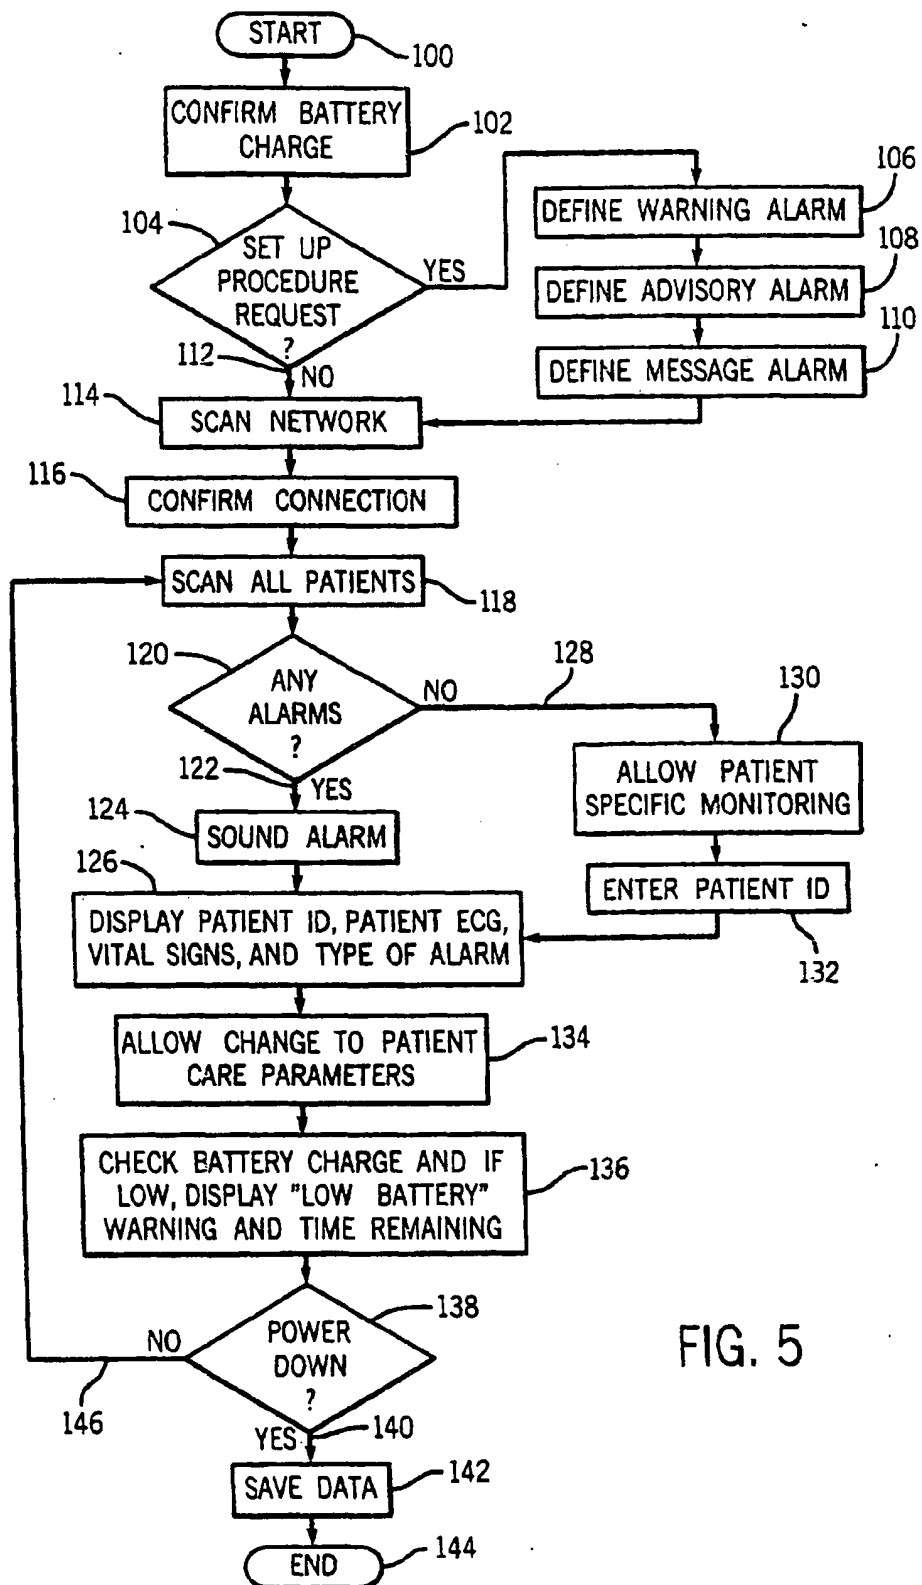 START
100
CONFIRM BATTERY
CHARGE
102
104
SET UP
PROCEDURE
REQUEST
?
YES
106
DEFINE WARNING ALARM
108
DEFINE ADVISORY ALARM
110
DEFINE MESSAGE ALARM
112
NO
114
SCAN NETWORK
116
CONFIRM CONNECTION
SCAN ALL PATIENTS
118
120
ANY
ALARMS
?
NO
128
130
ALLOW PATIENT
SPECIFIC MONITORING
122
YES
124
SOUND ALARM
ENTER PATIENT ID
132
126
DISPLAY PATIENT ID, PATIENT ECG,
VITAL SIGNS, AND TYPE OF ALARM
ALLOW CHANGE TO PATIENT
CARE PARAMETERS
134
CHECK BATTERY CHARGE AND IF
LOW, DISPLAY "LOW BATTERY"
WARNING AND TIME REMAINING
136
138
POWER
DOWN
?
NO
146
YES
140
SAVE DATA
142
END
144
FIG. 5